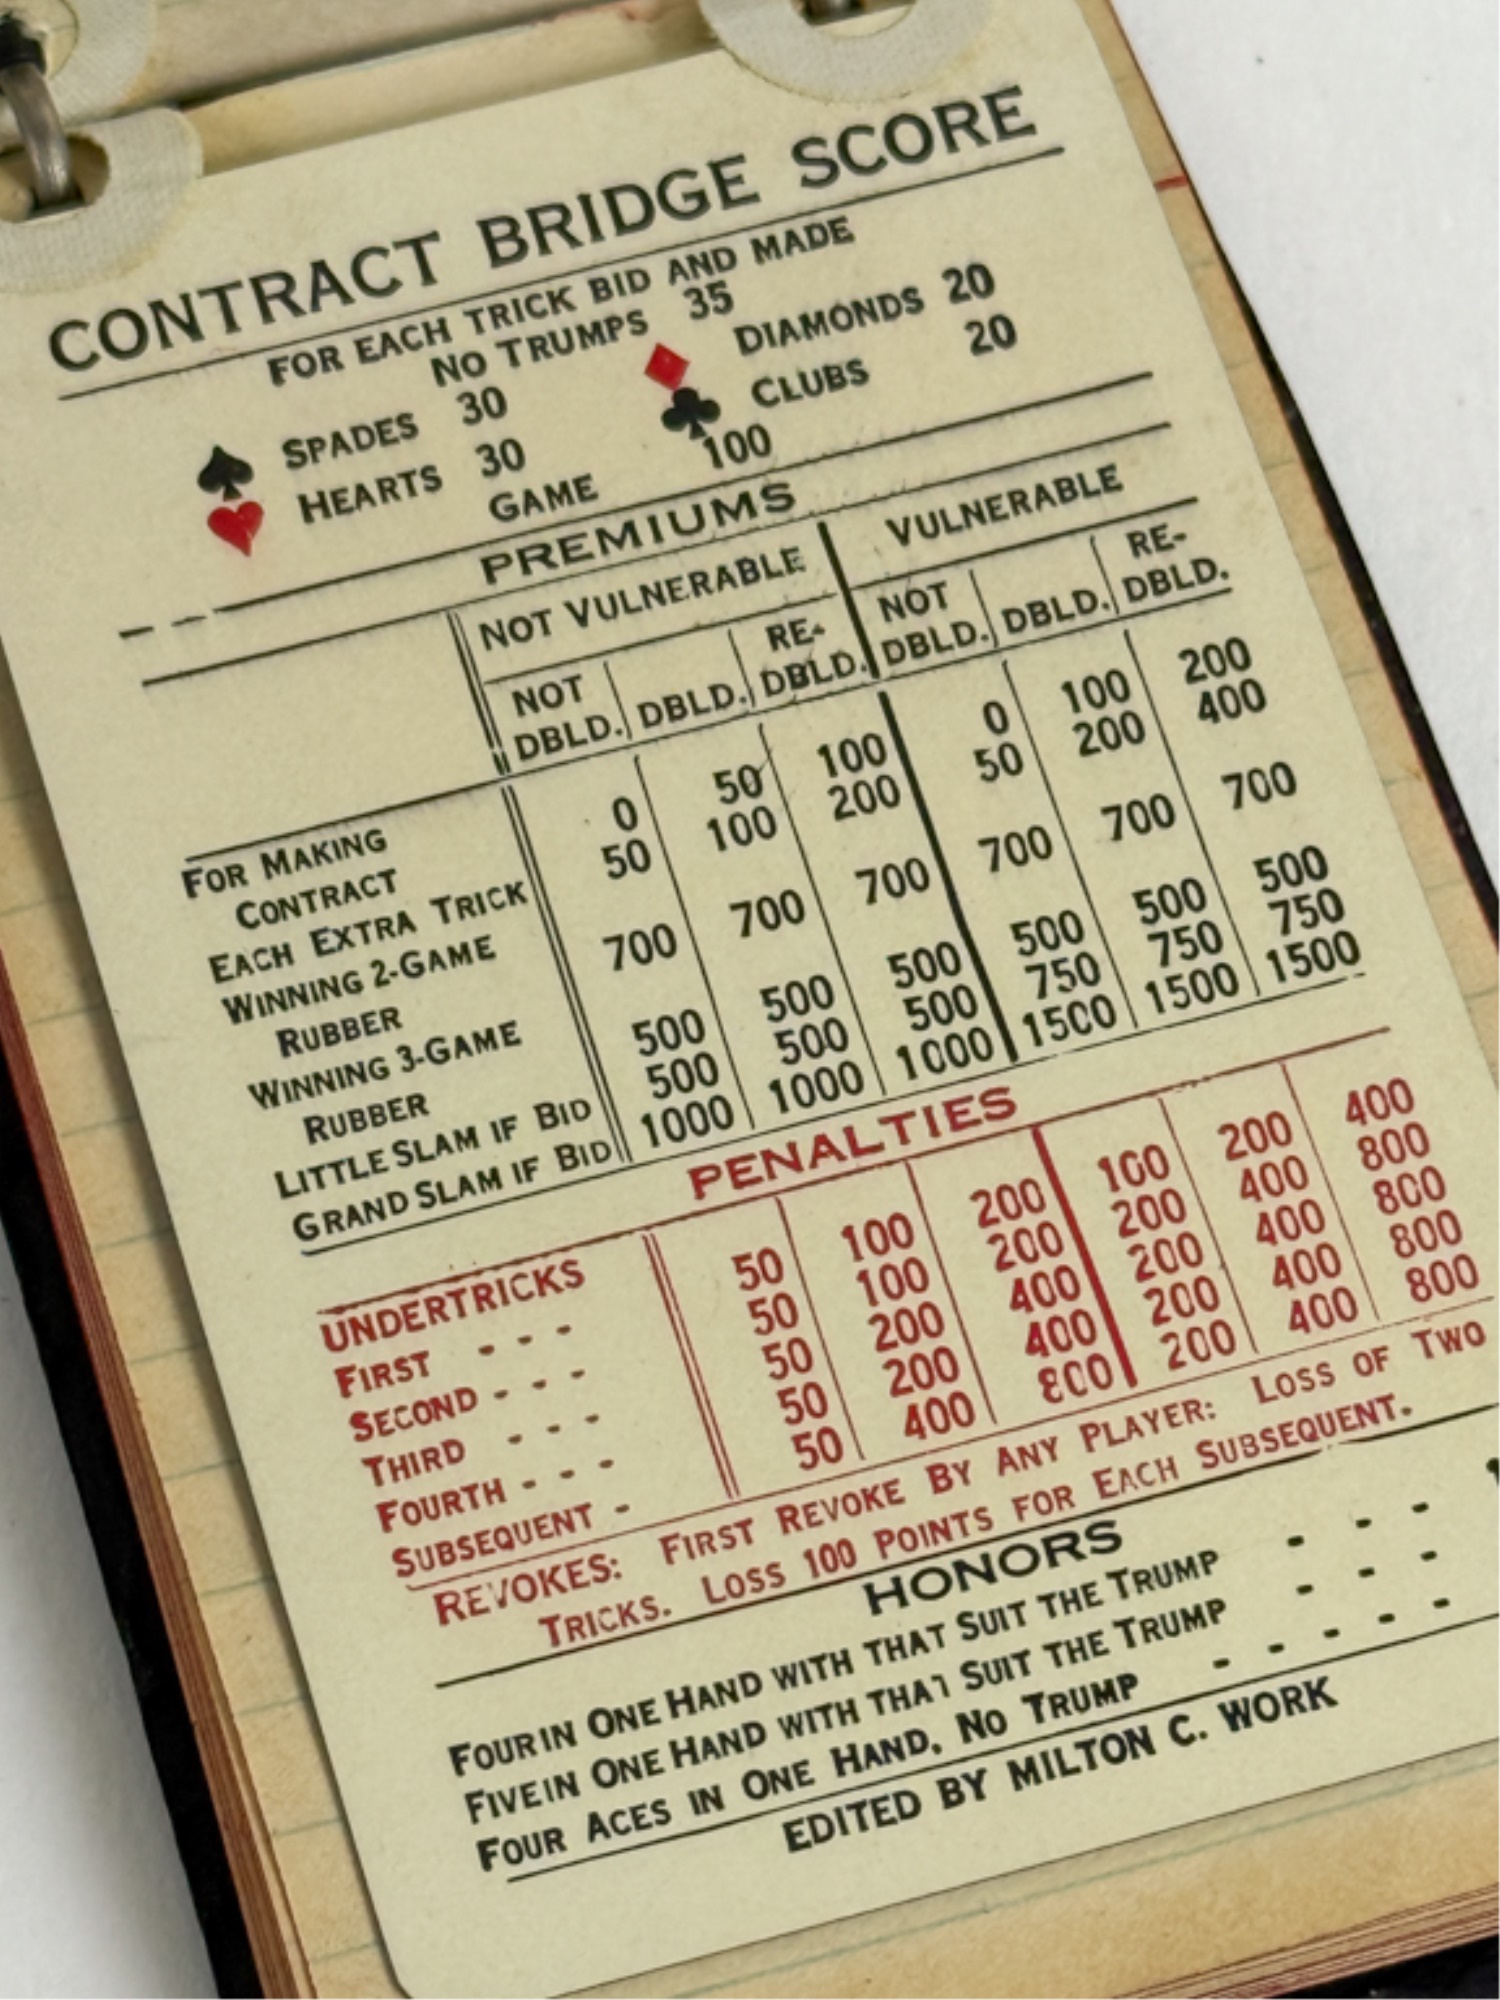 CONTRACT BRIDGE SCORE
FOR EACH TRICK BID AND MADE
NO TRUMPS 35
SPADES 30 DIAMONDS 20
HEARTS 30 CLUBS 20
GAME 100
PREMIUMS
NOT VULNERABLE VULNERABLE
NOT DBLD. DBLD. RE-DBLD. NOT DBLD. DBLD. RE-DBLD.
FOR MAKING
CONTRACT 0 50 100 0 100 200
EACH EXTRA TRICK 50 100 200 50 200 400
WINNING 2-GAME
RUBBER 700 700 700 700 700 700
WINNING 3-GAME
RUBBER 500 500 500 500 500 500
LITTLE SLAM IF BID 500 500 500 750 750 750
GRAND SLAM IF BID 1000 1000 1000 1500 1500 1500
PENALTIES
UNDERTRICKS
FIRST - - - 50 100 200 100 200 400
SECOND - - - 50 100 200 200 400 800
THIRD - - - 50 200 400 200 400 800
FOURTH - - - 50 200 400 200 400 800
SUBSEQUENT - 50 400 800 200 400 800
REVOKES: FIRST REVOKE BY ANY PLAYER: LOSS OF TWO
TRICKS. LOSS 100 POINTS FOR EACH SUBSEQUENT.
HONORS
FOUR IN ONE HAND WITH THAT SUIT THE TRUMP - - -
FIVE IN ONE HAND WITH THAT SUIT THE TRUMP - - -
FOUR ACES IN ONE HAND, NO TRUMP - - - - -
EDITED BY MILTON C. WORK